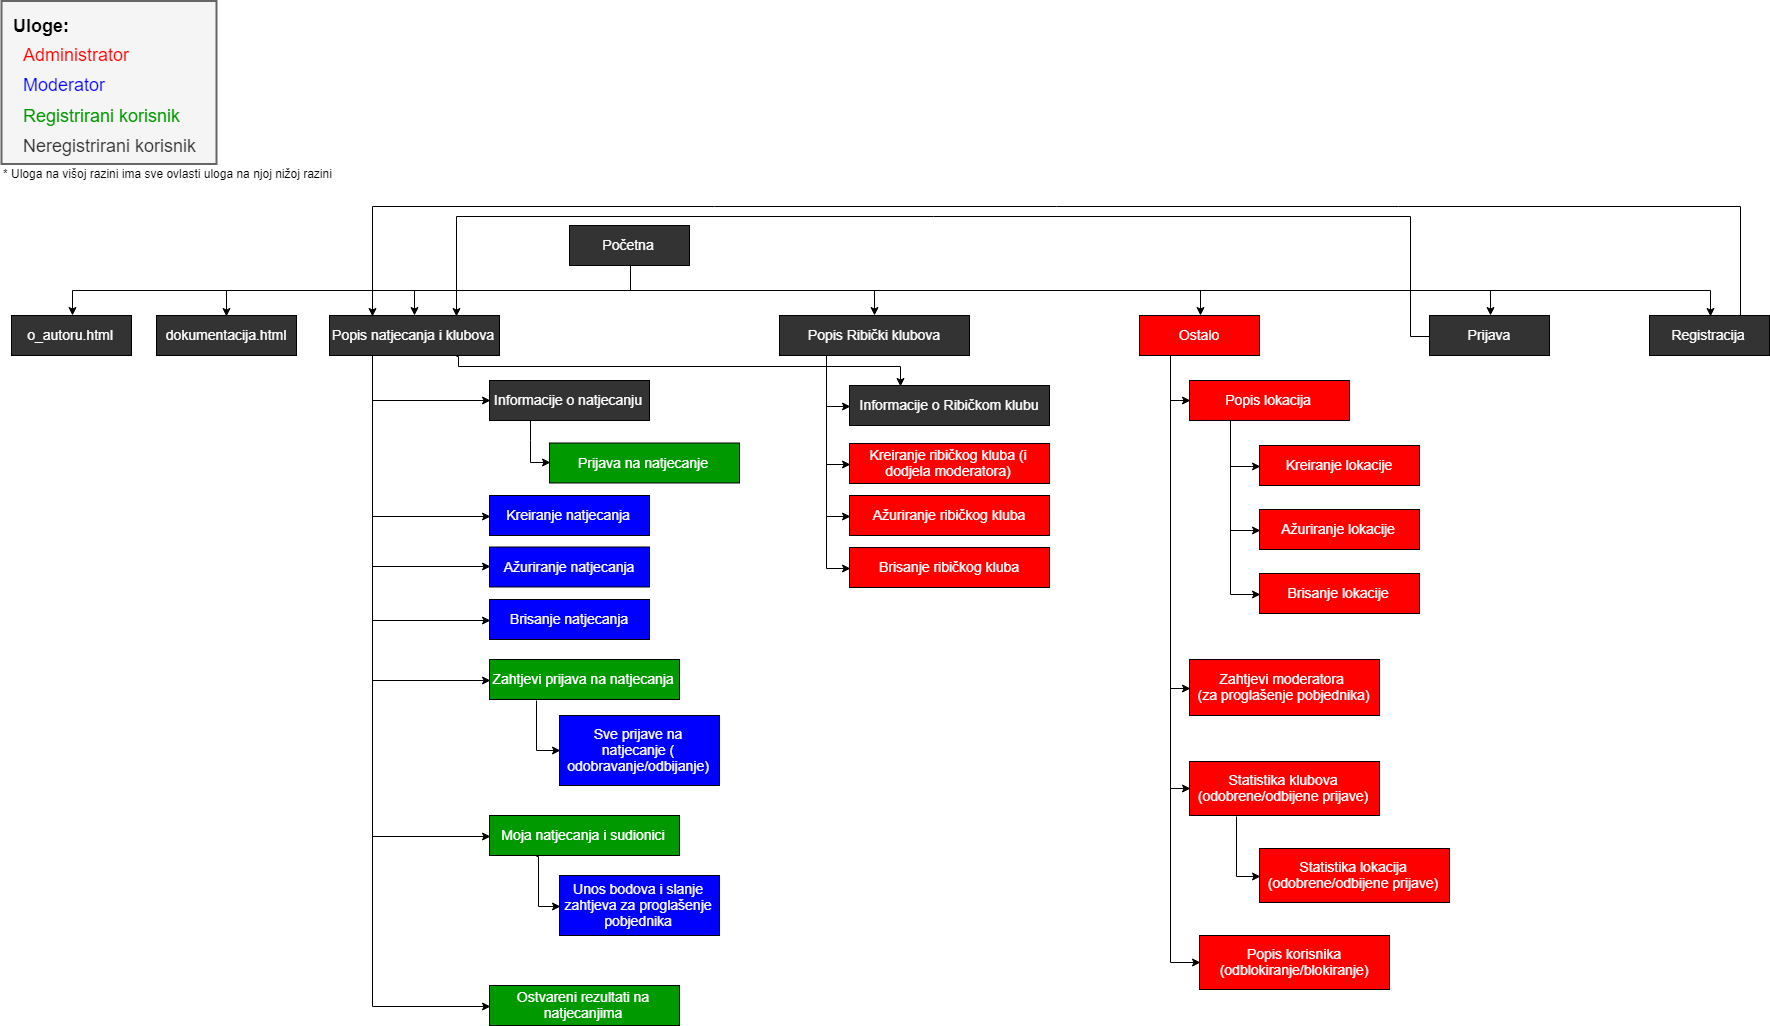 Uloge:
Administrator
Moderator
Registrirani korisnik
Neregistrirani korisnik
* Uloga na višoj razini ima sve ovlasti uloga na njoj nižoj razini
Početna
o_autoru.html
dokumentacija.html
Popis natjecanja i klubova
Popis Ribički klubova
Ostalo
Prijava
Registracija
Informacije o natjecanju
Prijava na natjecanje
Kreiranje natjecanja
Ažuriranje natjecanja
Brisanje natjecanja
Zahtjevi prijava na natjecanja
Sve prijave na
natjecanje (
odobravanje/odbijanje)
Moja natjecanja i sudionici
Unos bodova i slanje
zahtjeva za proglašenje
pobjednika
Ostvareni rezultati na
natjecanjima
Informacije o Ribičkom klubu
Kreiranje ribičkog kluba (i
dodjela moderatora)
Ažuriranje ribičkog kluba
Brisanje ribičkog kluba
Popis lokacija
Kreiranje lokacije
Ažuriranje lokacije
Brisanje lokacije
Zahtjevi moderatora
(za proglašenje pobjednika)
Statistika klubova
(odobrene/odbijene prijave)
Statistika lokacija
(odobrene/odbijene prijave)
Popis korisnika
(odblokiranje/blokiranje)